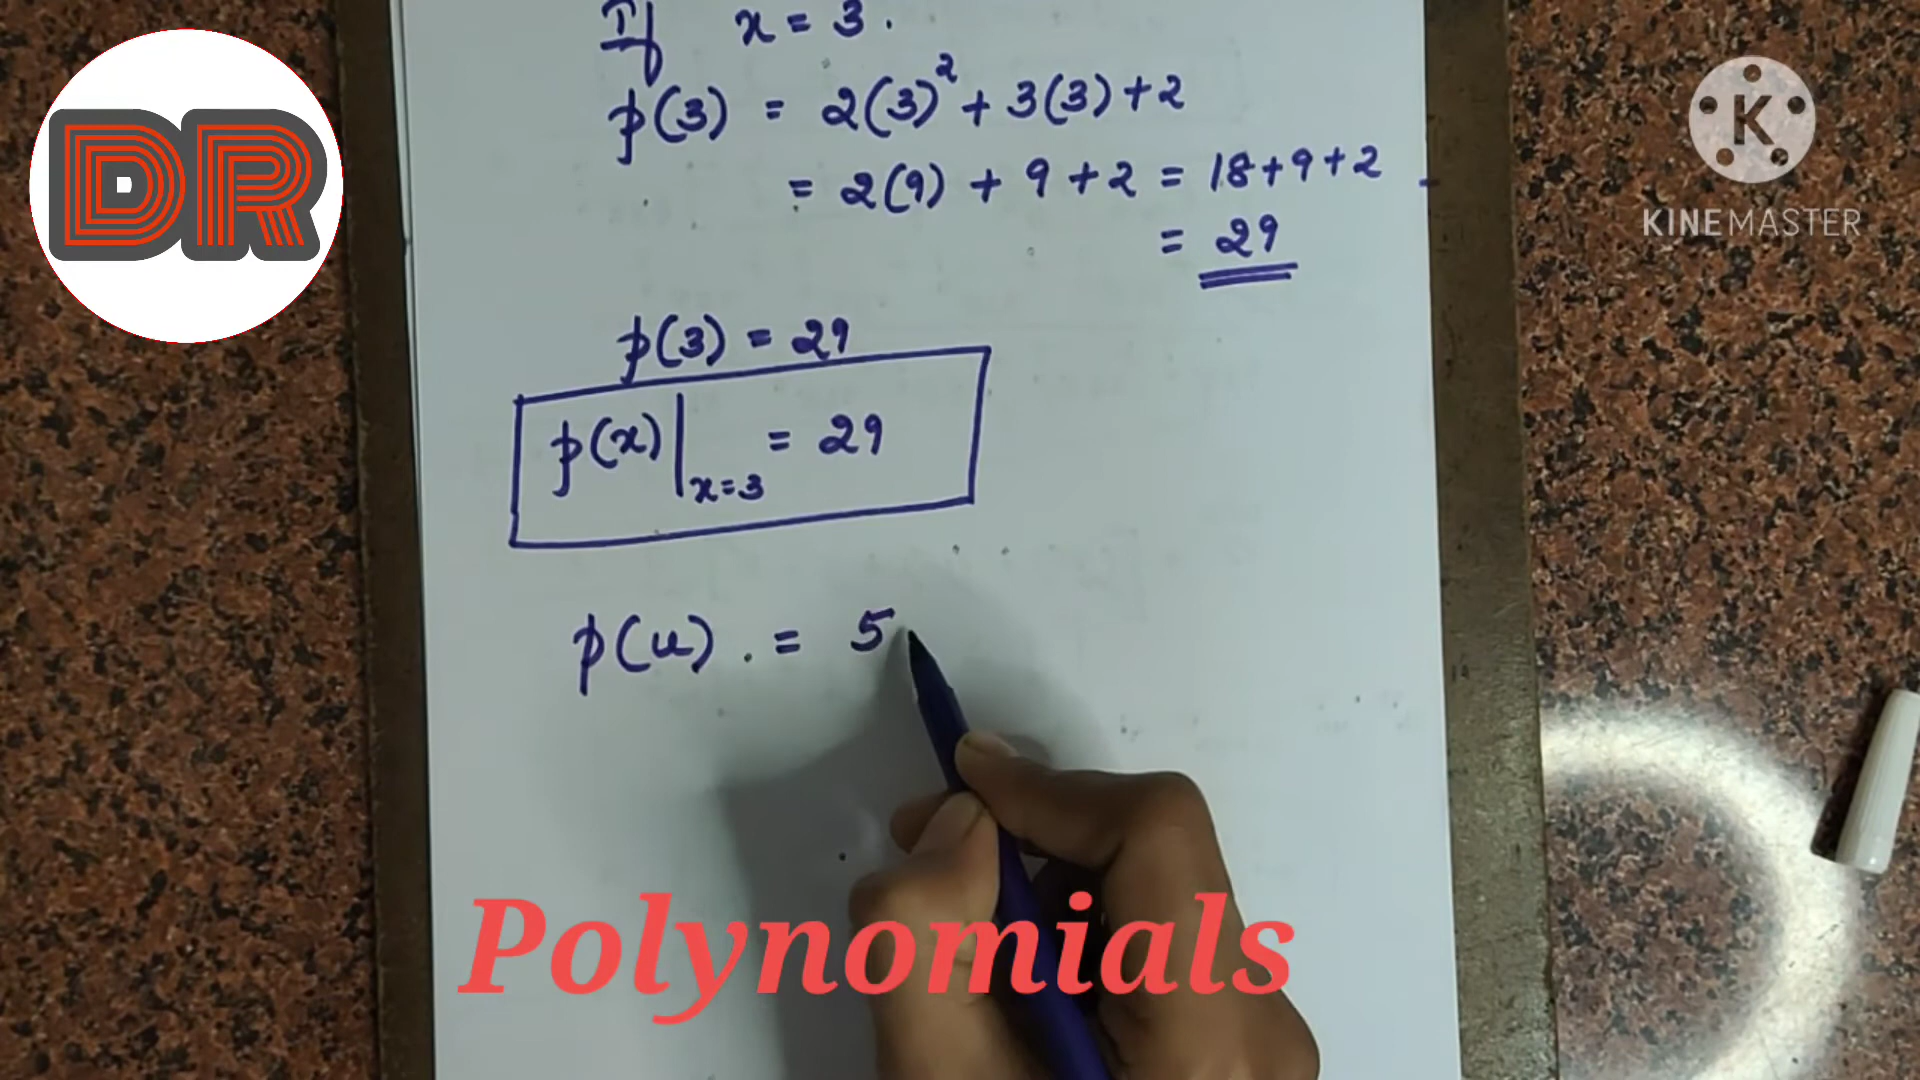 If x = 3.
p(3) = 2(3)² + 3(3) + 2
= 2(9) + 9 + 2 = 18 + 9 + 2
= 29
p(3) = 29
p(x)|ₓ₌₃ = 29
p(u) . = 5
Polynomials
DR
K
KINEMASTER